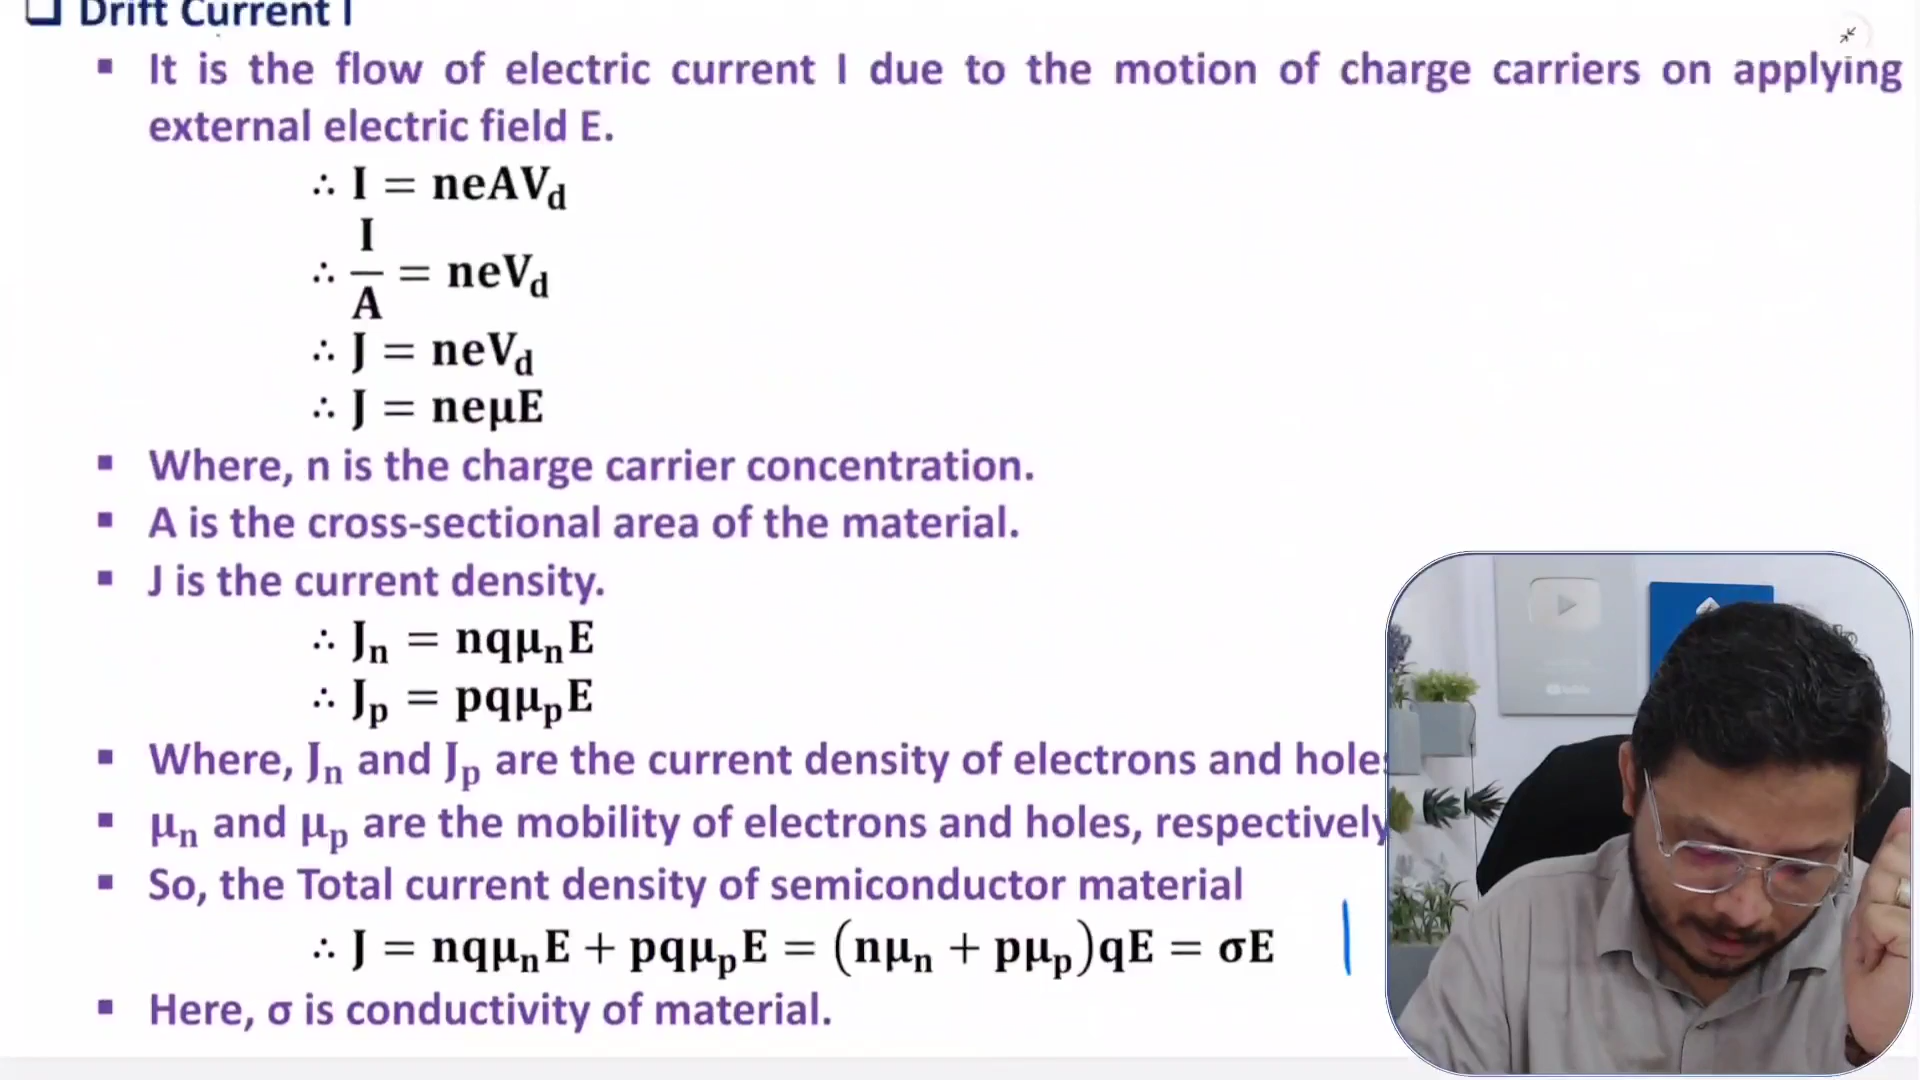 ❑ Drift Current I
▪ It is the flow of electric current I due to the motion of charge carriers on applying
external electric field E.
∴ I = neAV_d
∴ I/A = neV_d
∴ J = neV_d
∴ J = neμE
▪ Where, n is the charge carrier concentration.
▪ A is the cross-sectional area of the material.
▪ J is the current density.
∴ J_n = nqμ_nE
∴ J_p = pqμ_pE
▪ Where, J_n and J_p are the current density of electrons and holes
▪ μ_n and μ_p are the mobility of electrons and holes, respectively
▪ So, the Total current density of semiconductor material
∴ J = nqμ_nE + pqμ_pE = (nμ_n + pμ_p)qE = σE
▪ Here, σ is conductivity of material.